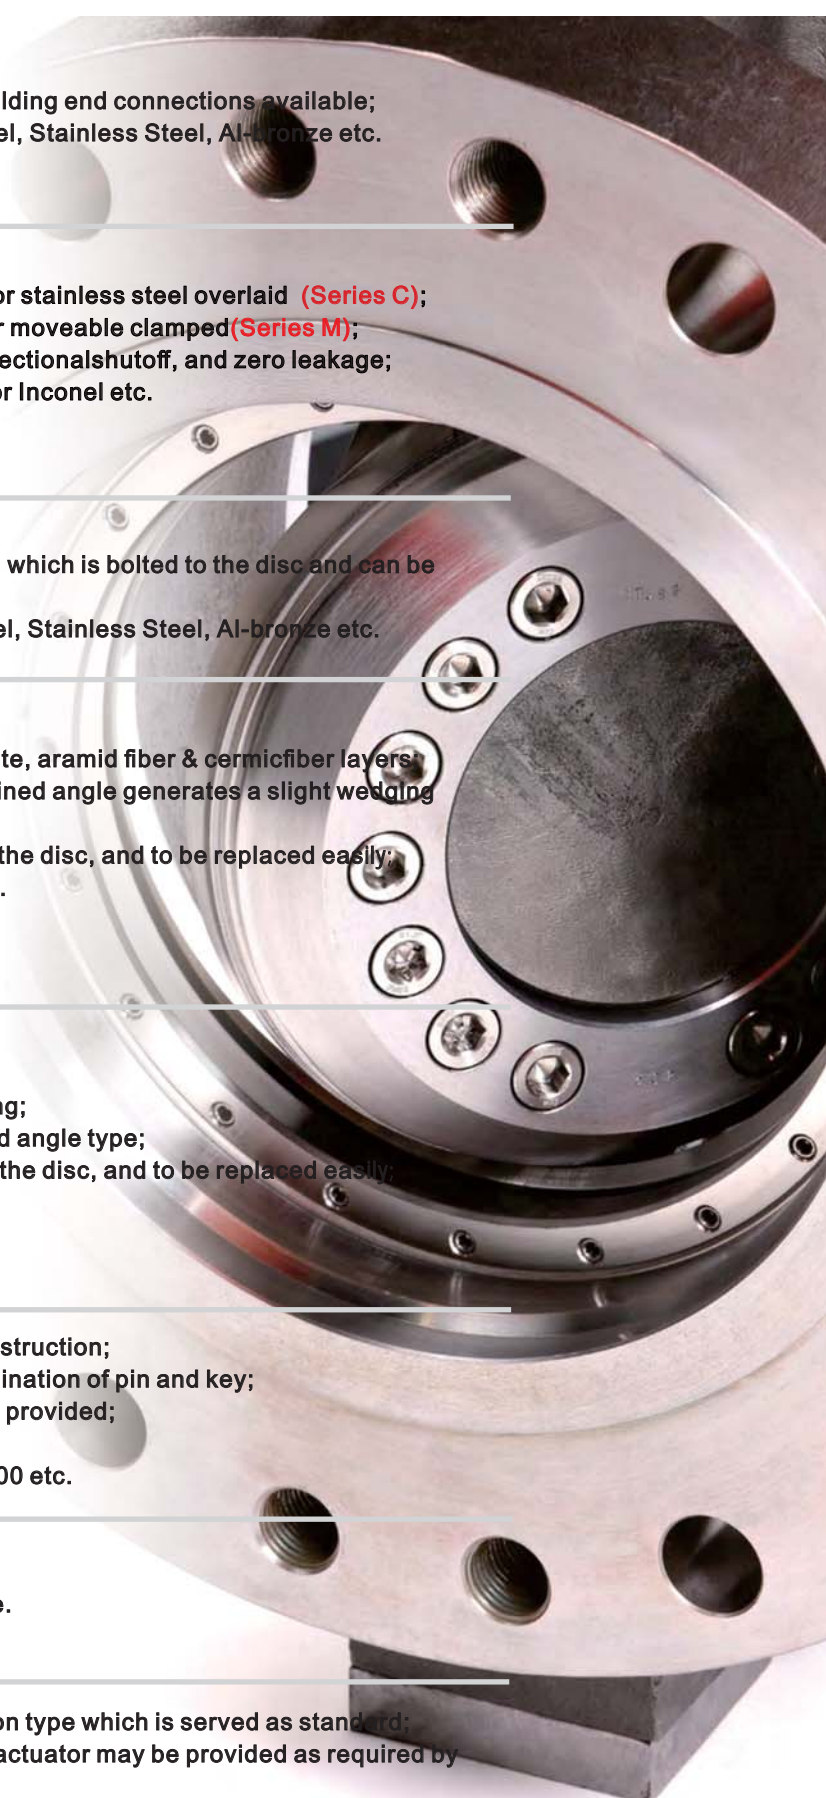 lding end connections available;
el, Stainless Steel, Al-bronze etc.
or stainless steel overlaid (Series C);
r moveable clamped(Series M);
ectionalshutoff, and zero leakage;
or Inconel etc.
which is bolted to the disc and can be
el, Stainless Steel, Al-bronze etc.
te, aramid fiber & cermicfiber layers;
ined angle generates a slight wedging
the disc, and to be replaced easily;
.
ng;
d angle type;
the disc, and to be replaced easily;
struction;
ination of pin and key;
provided;
00 etc.
e.
on type which is served as standard;
actuator may be provided as required by